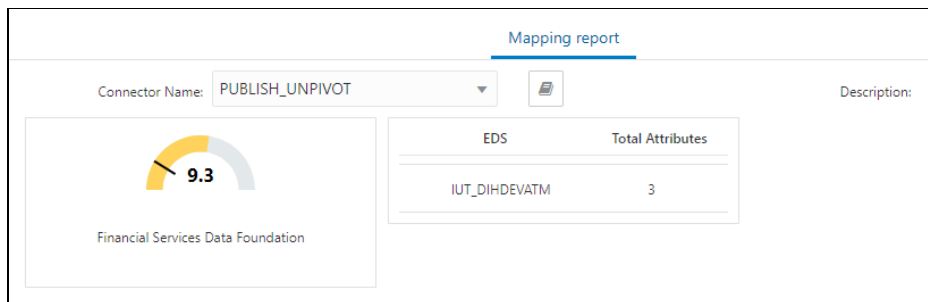 Mapping report
Connector Name: PUBLISH_UNPIVOT Description:
9.3
Financial Services Data Foundation
EDS Total Attributes
IUT_DIHDEVATM 3